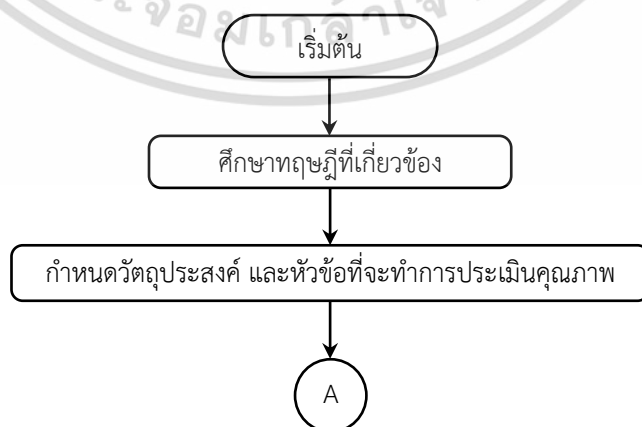 เริ่มต้น
ศึกษาทฤษฎีที่เกี่ยวข้อง
กำหนดวัตถุประสงค์ และหัวข้อที่จะทำการประเมินคุณภาพ
A